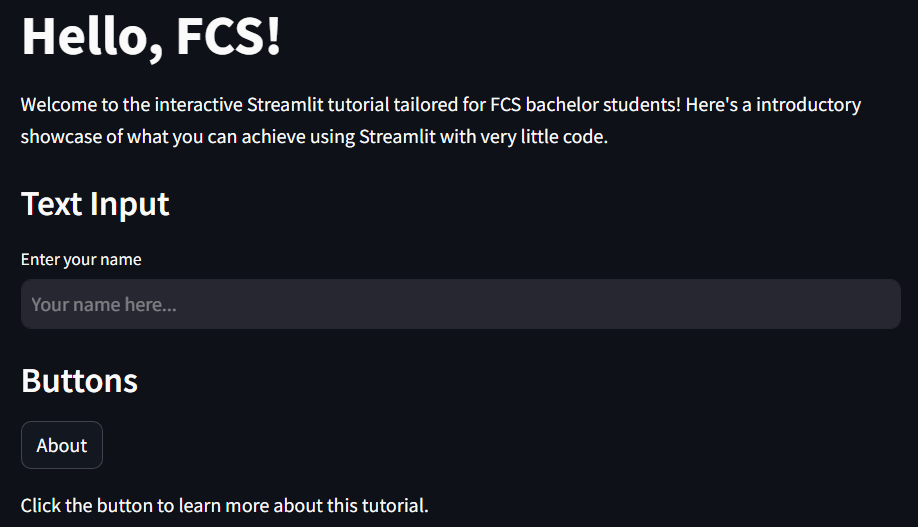 Hello, FCS!
Welcome to the interactive Streamlit tutorial tailored for FCS bachelor students! Here's a introductory
showcase of what you can achieve using Streamlit with very little code.
Text Input
Enter your name
Your name here...
Buttons
About
Click the button to learn more about this tutorial.